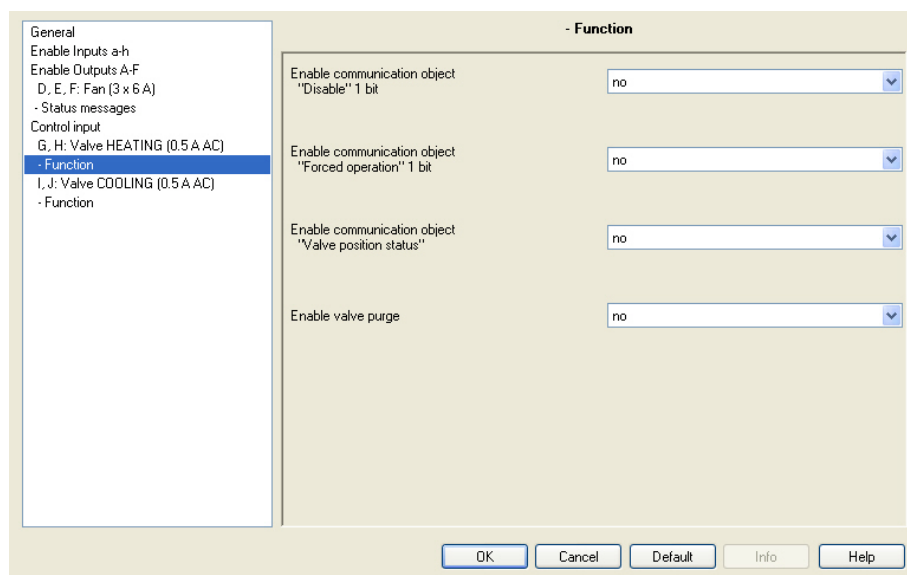 General
Enable Inputs a-h
Enable Outputs A-F
D, E, F: Fan (3 x 6 A)
- Status messages
Control input
G, H: Valve HEATING (0.5 A AC)
- Function
I, J: Valve COOLING (0.5 A AC)
- Function
- Function
Enable communication object
"Disable" 1 bit
no
Enable communication object
"Forced operation" 1 bit
no
Enable communication object
"Valve position status"
no
Enable valve purge
no
OK
Cancel
Default
Info
Help